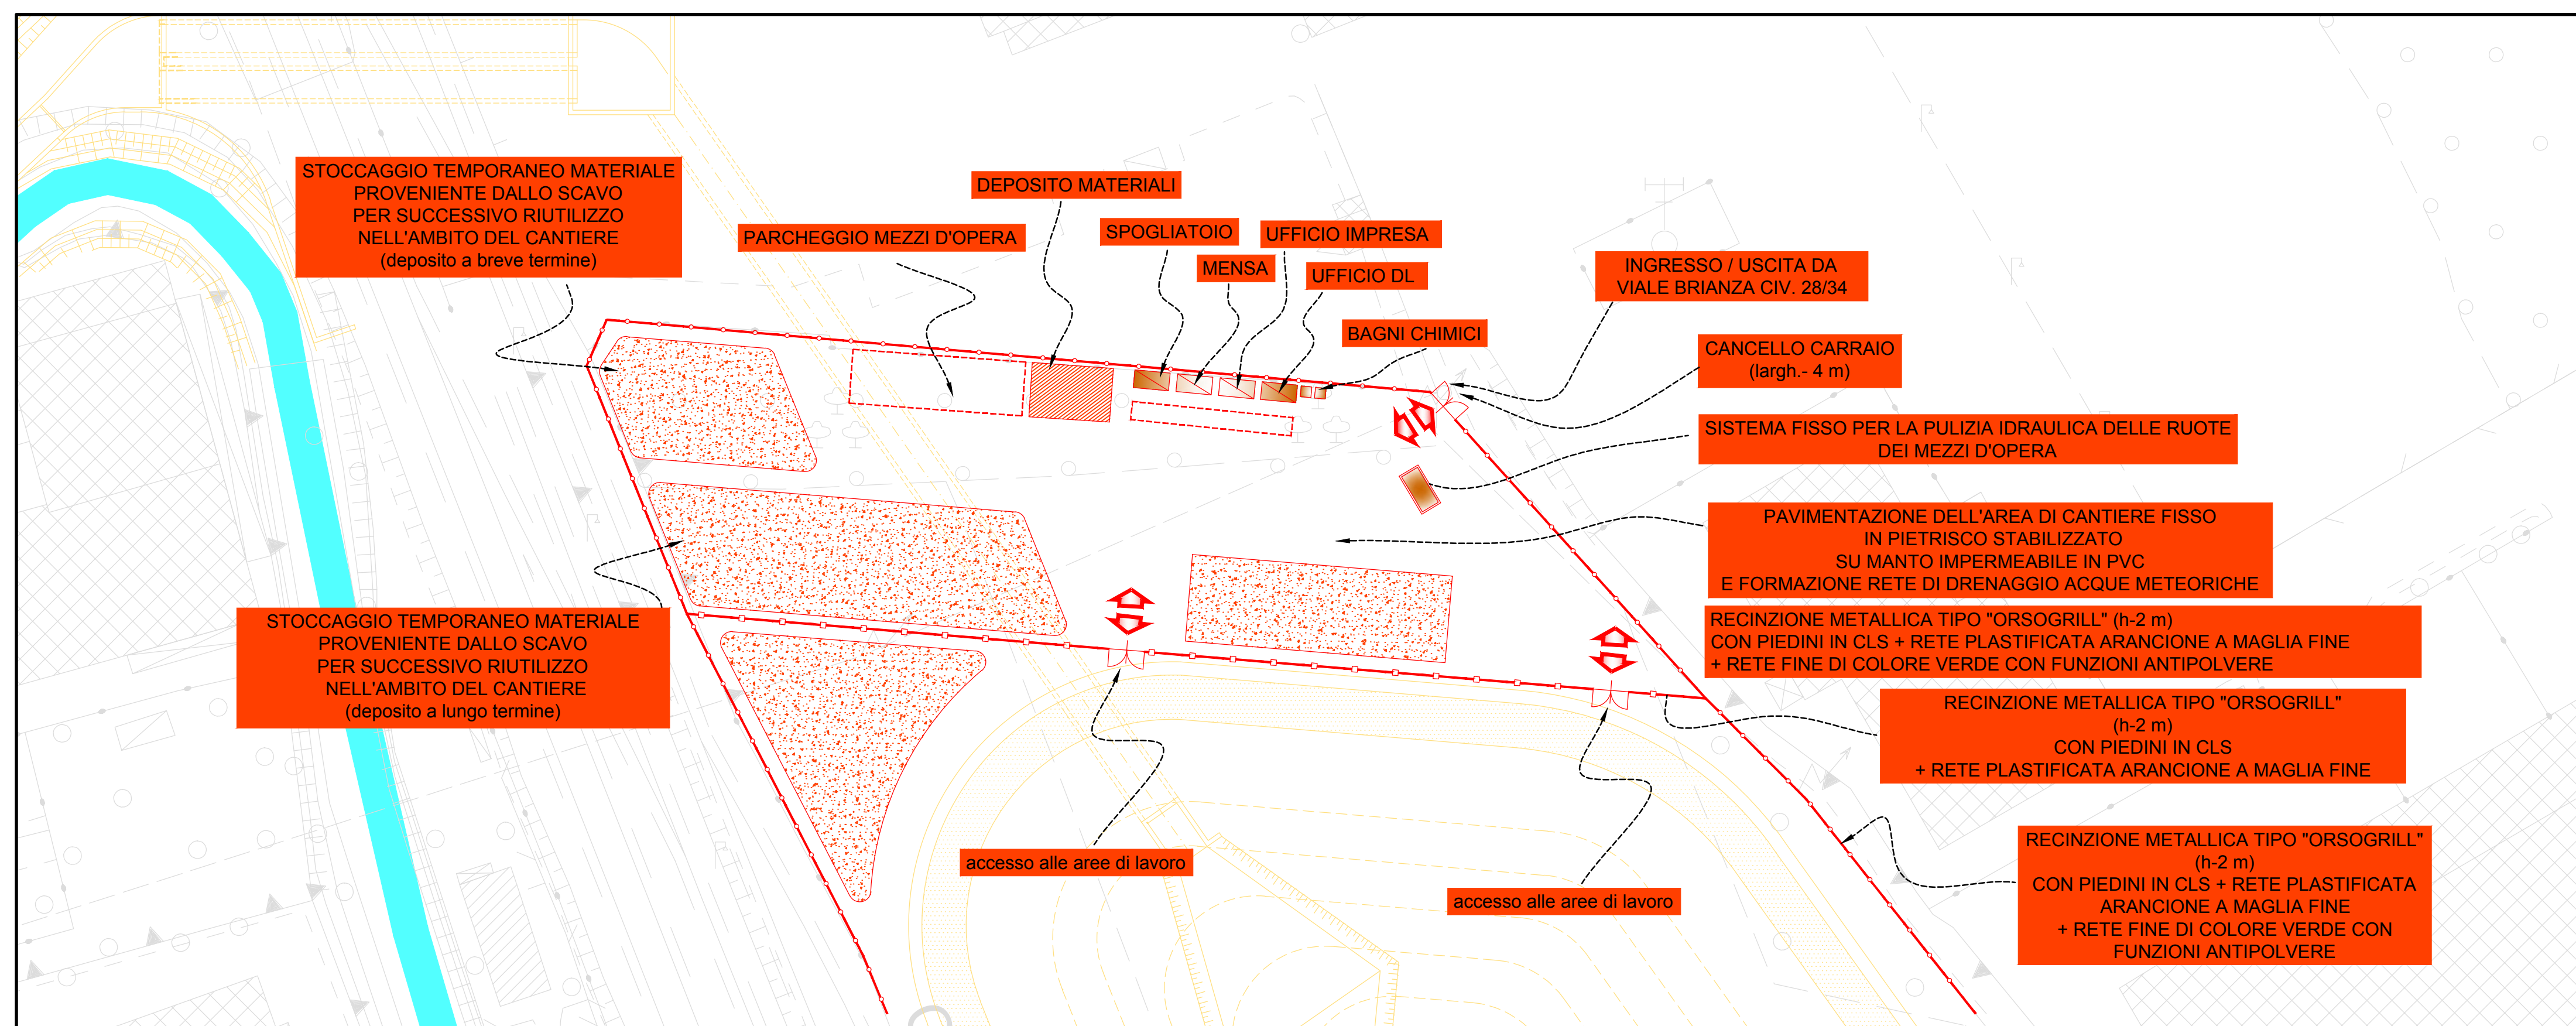 STOCCAGGIO TEMPORANEO MATERIALE
PROVENIENTE DALLO SCAVO
PER SUCCESSIVO RIUTILIZZO
NELL'AMBITO DEL CANTIERE
(deposito a breve termine)
PARCHEGGIO MEZZI D'OPERA
DEPOSITO MATERIALI
SPOGLIATOIO
MENSA
UFFICIO IMPRESA
UFFICIO DL
BAGNI CHIMICI
INGRESSO / USCITA DA
VIALE BRIANZA CIV. 28/34
CANCELLO CARRAIO
(largh.- 4 m)
SISTEMA FISSO PER LA PULIZIA IDRAULICA DELLE RUOTE
DEI MEZZI D'OPERA
PAVIMENTAZIONE DELL'AREA DI CANTIERE FISSO
IN PIETRISCO STABILIZZATO
SU MANTO IMPERMEABILE IN PVC
E FORMAZIONE RETE DI DRENAGGIO ACQUE METEORICHE
STOCCAGGIO TEMPORANEO MATERIALE
PROVENIENTE DALLO SCAVO
PER SUCCESSIVO RIUTILIZZO
NELL'AMBITO DEL CANTIERE
(deposito a lungo termine)
RECINZIONE METALLICA TIPO "ORSOGRILL" (h-2 m)
CON PIEDINI IN CLS + RETE PLASTIFICATA ARANCIONE A MAGLIA FINE
+ RETE FINE DI COLORE VERDE CON FUNZIONI ANTIPOLVERE
RECINZIONE METALLICA TIPO "ORSOGRILL"
(h-2 m)
CON PIEDINI IN CLS
+ RETE PLASTIFICATA ARANCIONE A MAGLIA FINE
accesso alle aree di lavoro
accesso alle aree di lavoro
RECINZIONE METALLICA TIPO "ORSOGRILL"
(h-2 m)
CON PIEDINI IN CLS + RETE PLASTIFICATA
ARANCIONE A MAGLIA FINE
+ RETE FINE DI COLORE VERDE CON
FUNZIONI ANTIPOLVERE